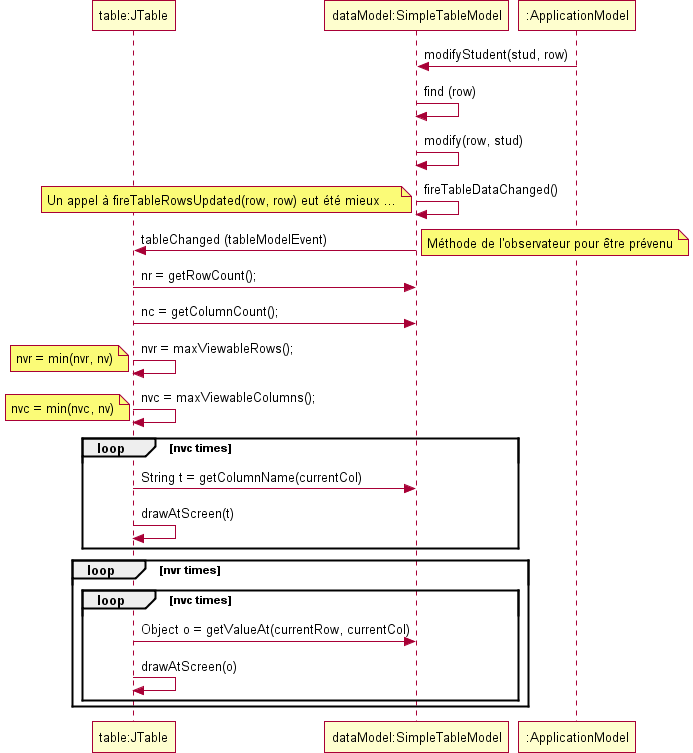 table:JTable
dataModel:SimpleTableModel
:ApplicationModel
modifyStudent(stud, row)
find (row)
modify(row, stud)
fireTableDataChanged()
Un appel à fireTableRowsUpdated(row, row) eut été mieux ...
tableChanged (tableModelEvent)
Méthode de l'observateur pour être prévenu
nr = getRowCount();
nc = getColumnCount();
nvr = maxViewableRows();
nvr = min(nvr, nv)
nvc = maxViewableColumns();
nvc = min(nvc, nv)
loop [nvc times]
String t = getColumnName(currentCol)
drawAtScreen(t)
loop [nvr times]
loop [nvc times]
Object o = getValueAt(currentRow, currentCol)
drawAtScreen(o)
table:JTable
dataModel:SimpleTableModel
:ApplicationModel